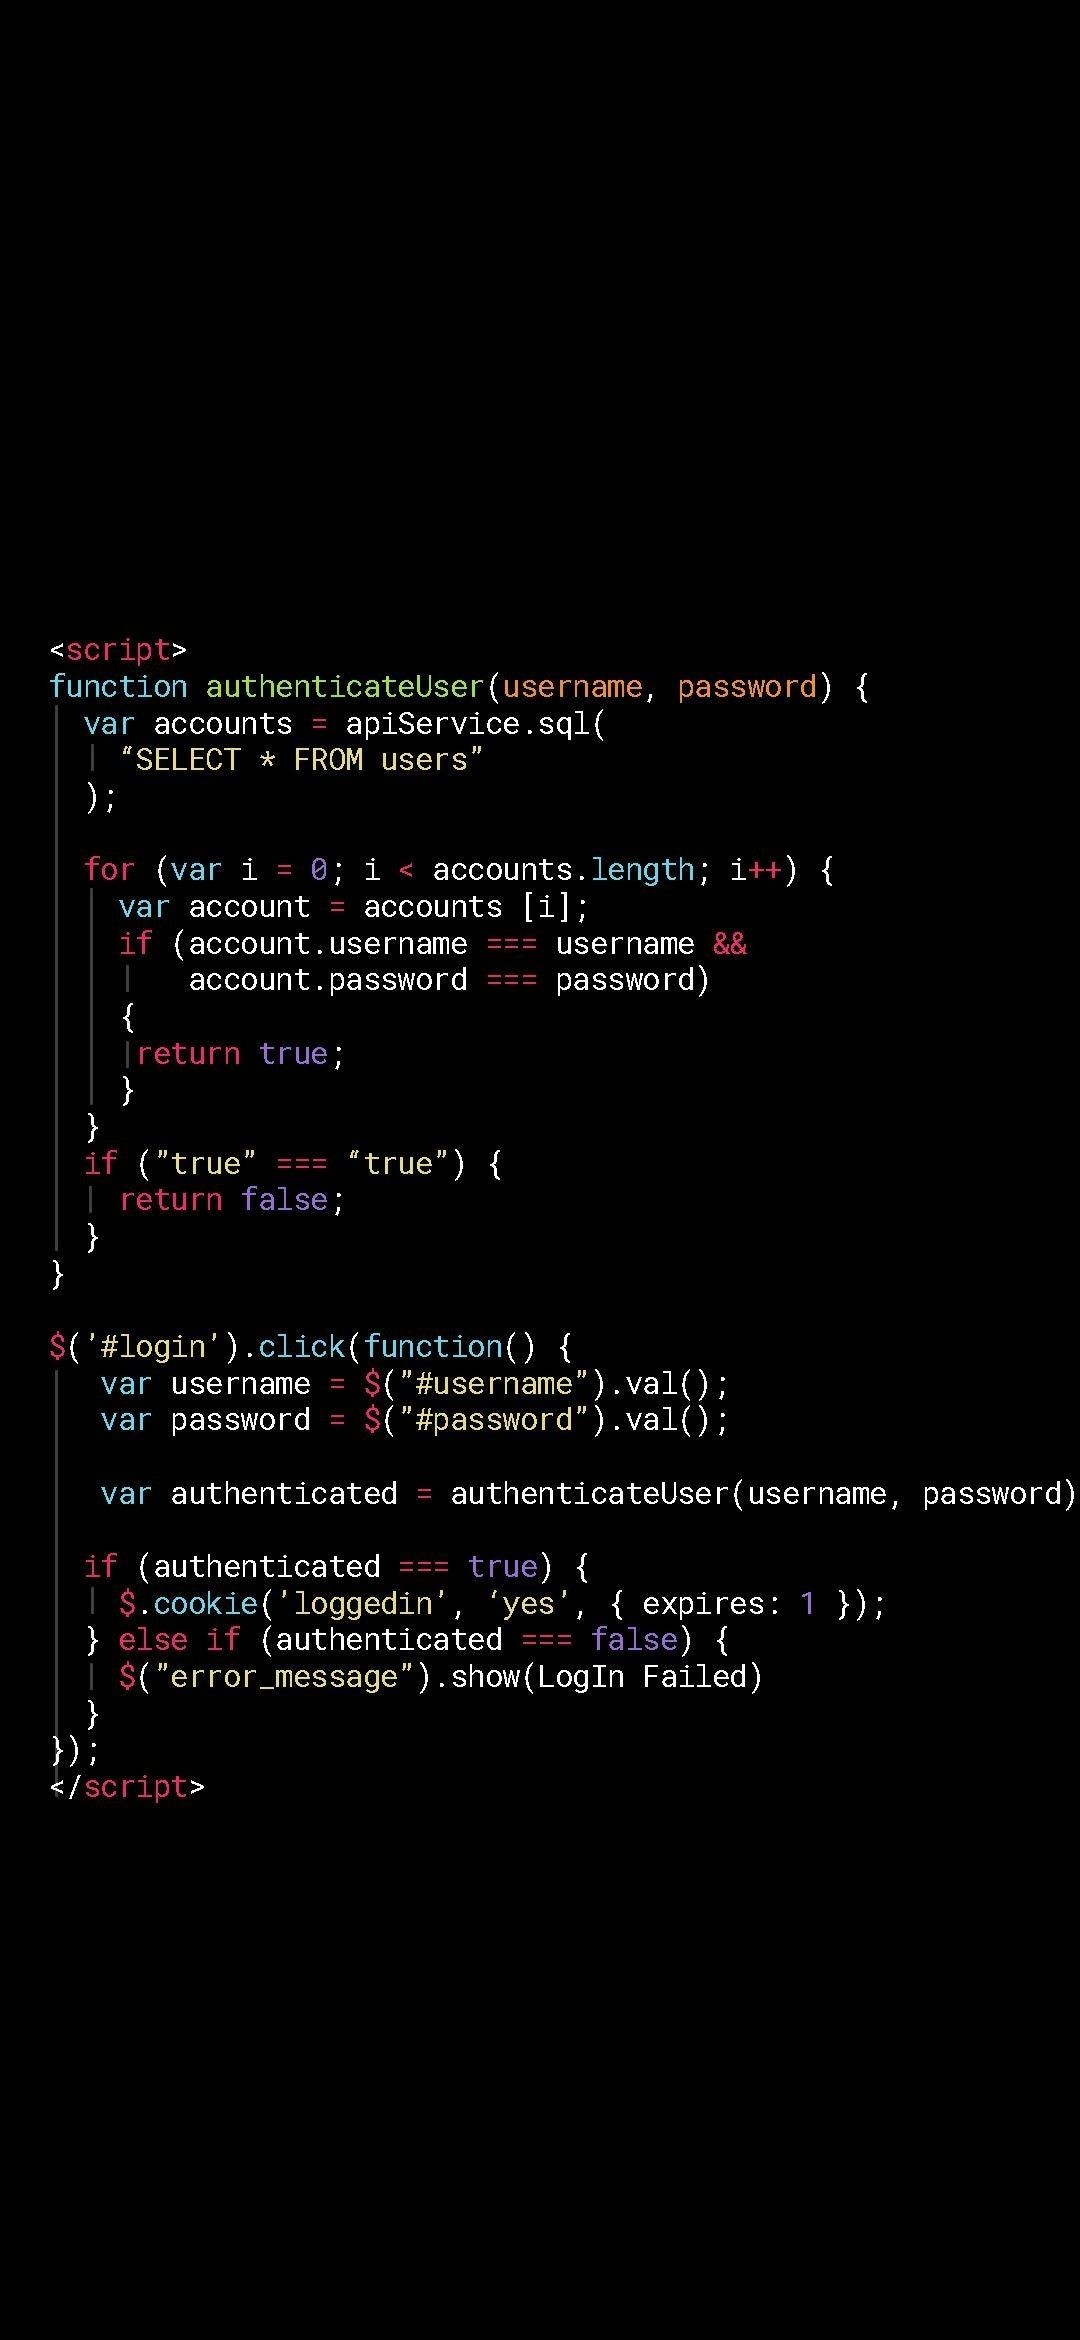 <script>
function authenticateUser(username, password) {
  var accounts = apiService.sql(
    “SELECT * FROM users”
  );

  for (var i = 0; i < accounts.length; i++) {
    var account = accounts [i];
    if (account.username === username &&
        account.password === password)
    {
     return true;
    }
  }
  if (”true” === “true”) {
    return false;
  }
}

$(’#login’).click(function() {
   var username = $(”#username”).val();
   var password = $(”#password”).val();

   var authenticated = authenticateUser(username, password)

  if (authenticated === true) {
    $.cookie(’loggedin’, ‘yes’, { expires: 1 });
  } else if (authenticated === false) {
    $(”error_message”).show(LogIn Failed)
  }
});
</script>